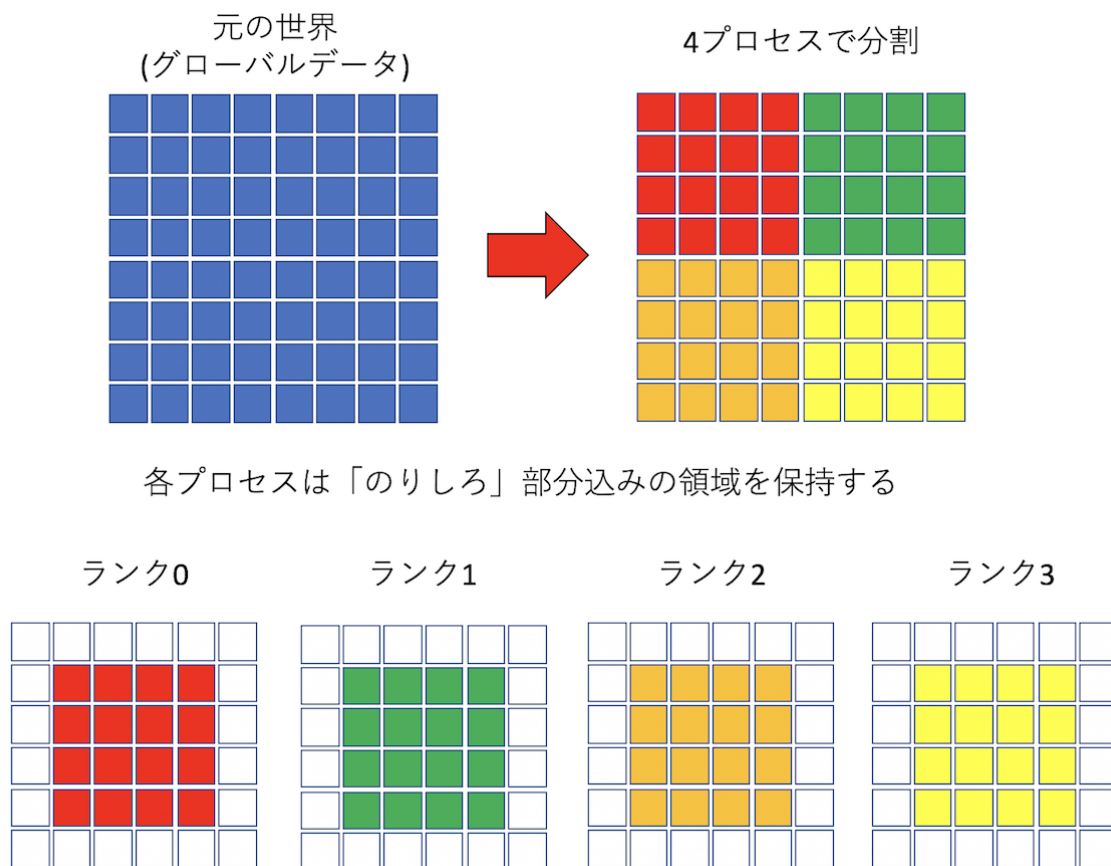 元の世界
(グローバルデータ)
4プロセスで分割
各プロセスは「のりしろ」部分込みの領域を保持する
ランク0
ランク1
ランク2
ランク3